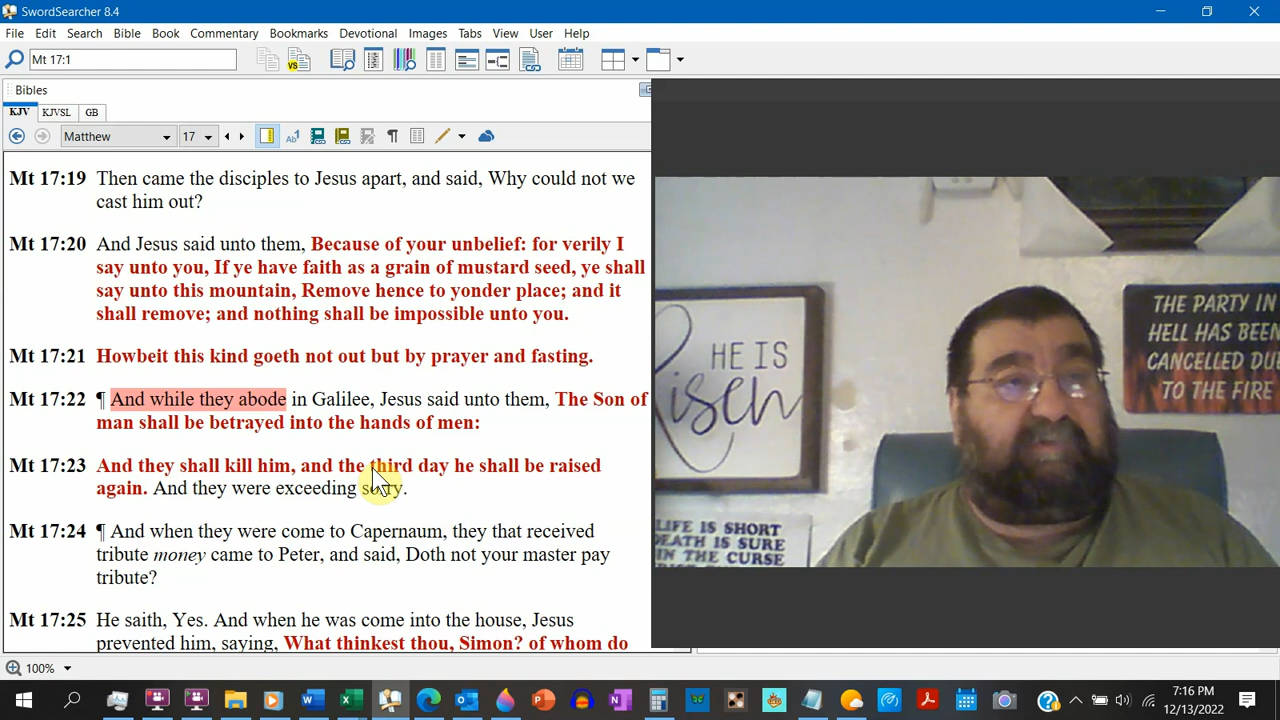 SwordSearcher 8.4
File Edit Search Bible Book Commentary Bookmarks Devotional Images Tabs View User Help
Mt 17:1
VS
Bibles
KJV KJVSL GB
Matthew 17
Mt 17:19 Then came the disciples to Jesus apart, and said, Why could not we
cast him out?
Mt 17:20 And Jesus said unto them, Because of your unbelief: for verily I
say unto you, If ye have faith as a grain of mustard seed, ye shall
say unto this mountain, Remove hence to yonder place; and it
shall remove; and nothing shall be impossible unto you.
Mt 17:21 Howbeit this kind goeth not out but by prayer and fasting.
Mt 17:22 ¶ And while they abode in Galilee, Jesus said unto them, The Son of
man shall be betrayed into the hands of men:
Mt 17:23 And they shall kill him, and the third day he shall be raised
again. And they were exceeding sorry.
Mt 17:24 ¶ And when they were come to Capernaum, they that received
tribute money came to Peter, and said, Doth not your master pay
tribute?
Mt 17:25 He saith, Yes. And when he was come into the house, Jesus
prevented him, saying, What thinkest thou, Simon? of whom do
HE IS
Risen
THE PARTY IN
HELL HAS BEEN
CANCELLED DUE
TO THE FIRE
LIFE IS SHORT
DEATH IS SURE
IN THE CURSE
100%
7:16 PM
12/13/2022